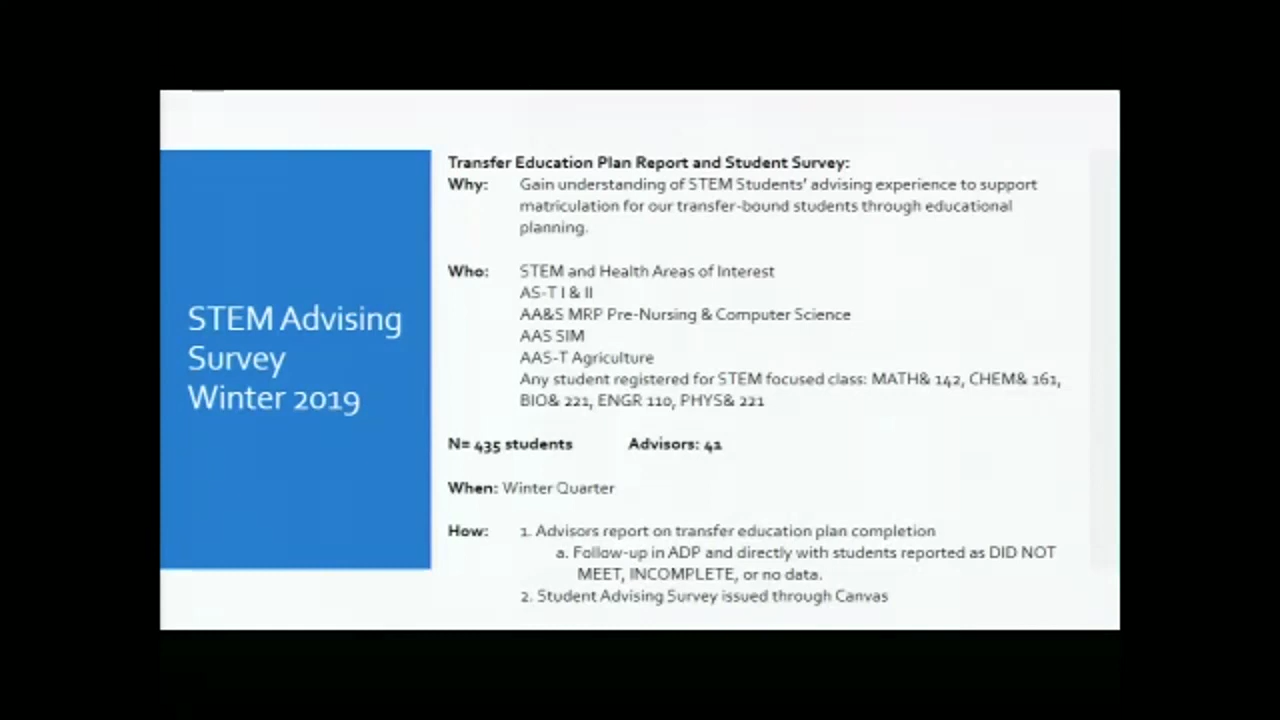 STEM Advising
Survey
Winter 2019
Transfer Education Plan Report and Student Survey:
Why: Gain understanding of STEM Students' advising experience to support
matriculation for our transfer-bound students through educational
planning.
Who: STEM and Health Areas of Interest
AS-T I & II
AA&S MRP Pre-Nursing & Computer Science
AAS SIM
AAS-T Agriculture
Any student registered for STEM focused class: MATH& 142, CHEM& 161,
BIO& 221, ENGR 110, PHYS& 221
N= 435 students Advisors: 41
When: Winter Quarter
How: 1. Advisors report on transfer education plan completion
a. Follow-up in ADP and directly with students reported as DID NOT
MEET, INCOMPLETE, or no data.
2. Student Advising Survey issued through Canvas